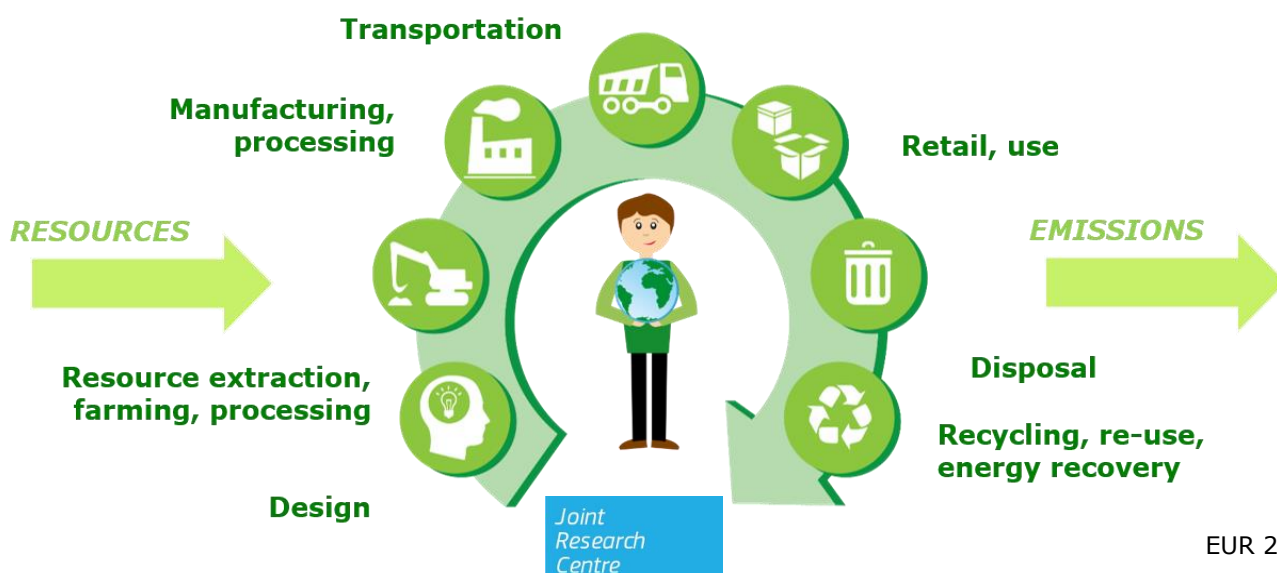 Transportation
Manufacturing,
processing
Retail, use
RESOURCES
EMISSIONS
Resource extraction,
farming, processing
Disposal
Recycling, re-use,
energy recovery
Design
Joint
Research
Centre
EUR 2